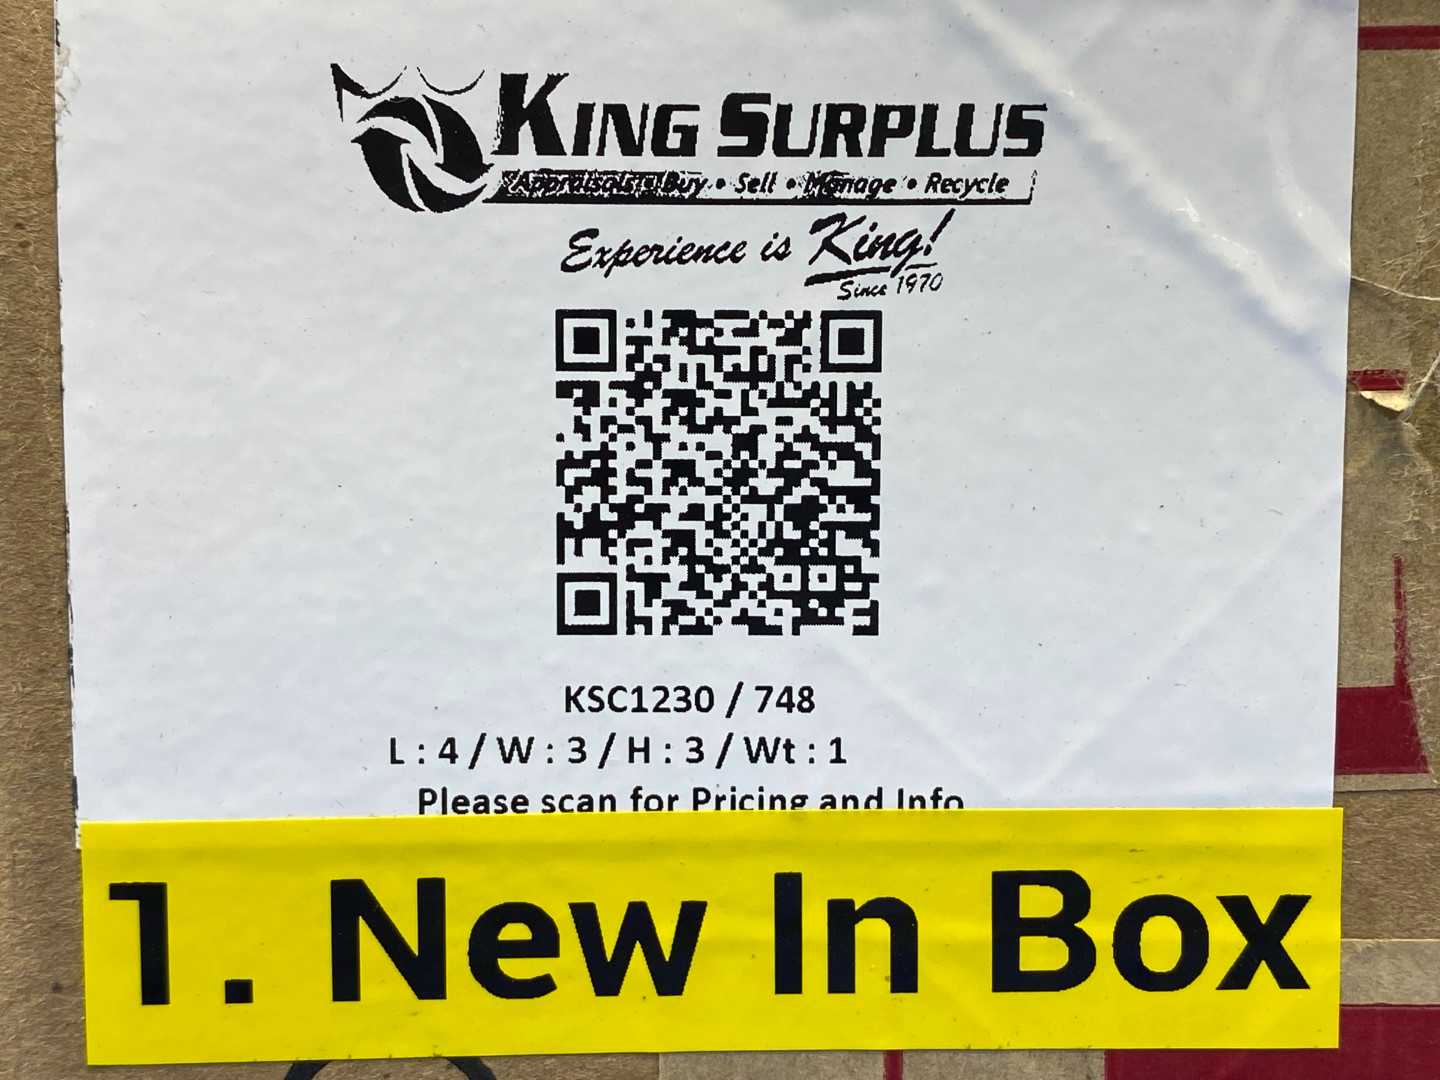 KING SURPLUS
Appraisals • Buy • Sell • Manage • Recycle
Experience is King!
Since 1970
KSC1230 / 748
L : 4 / W : 3 / H : 3 / Wt : 1
Please scan for Pricing and Info
1. New In Box